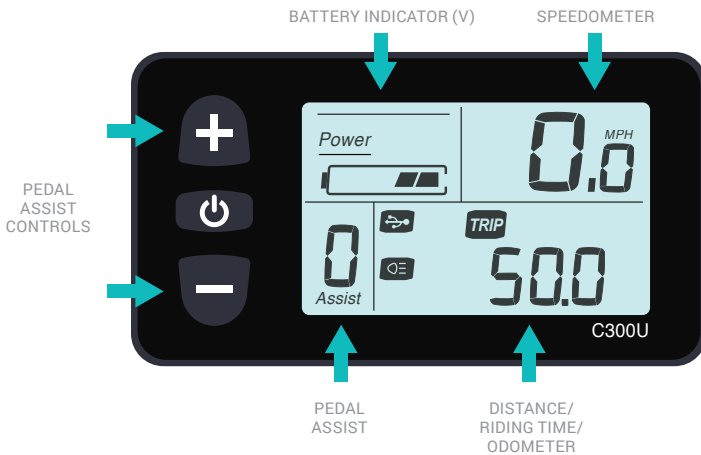 BATTERY INDICATOR (V)
SPEEDOMETER
Power
0.0
MPH
PEDAL
ASSIST
CONTROLS
0
Assist
TRIP
50.0
C300U
PEDAL
ASSIST
DISTANCE/
RIDING TIME/
ODOMETER